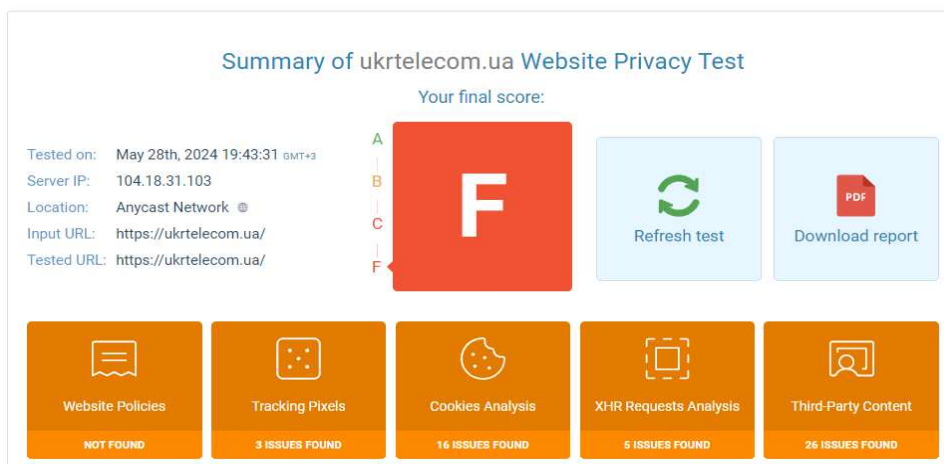 Summary of ukrtelecom.ua Website Privacy Test
Your final score:
Tested on: May 28th, 2024 19:43:31 GMT+3
Server IP: 104.18.31.103
Location: Anycast Network
Input URL: https://ukrtelecom.ua/
Tested URL: https://ukrtelecom.ua/
A
B
C
F
F
Refresh test
PDF
Download report
Website Policies
NOT FOUND
Tracking Pixels
3 ISSUES FOUND
Cookies Analysis
16 ISSUES FOUND
XHR Requests Analysis
5 ISSUES FOUND
Third-Party Content
26 ISSUES FOUND